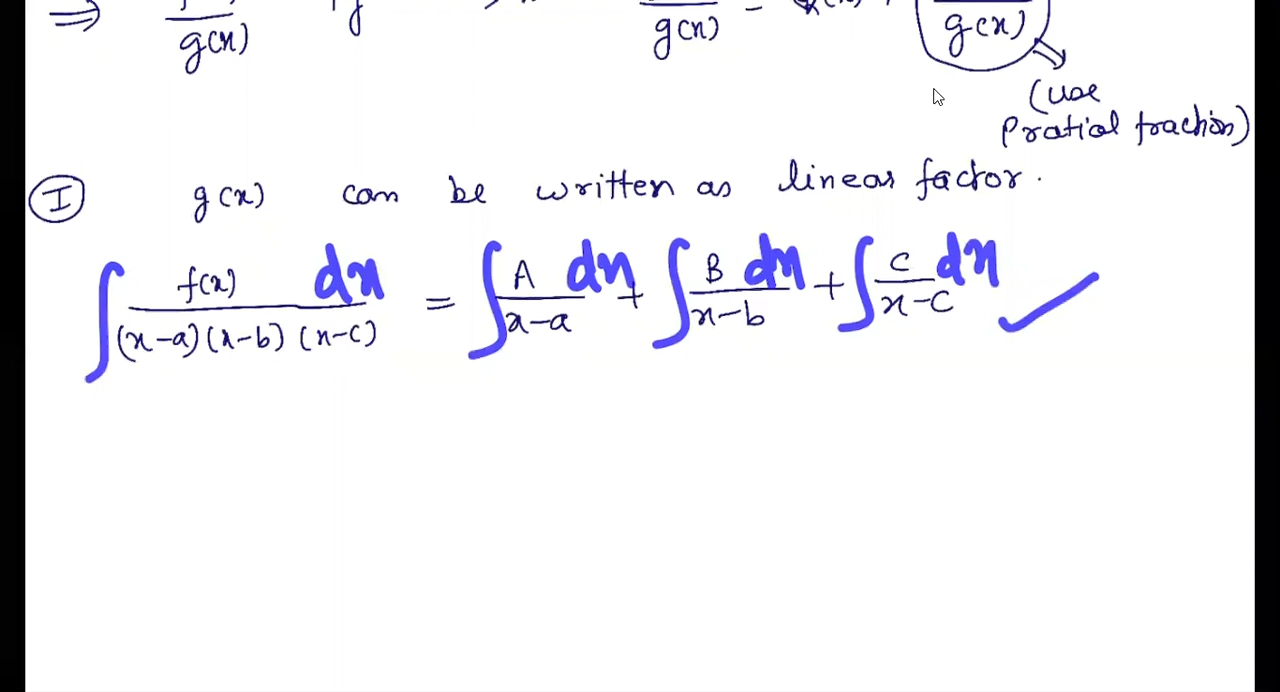 ⇒ g(x) g(x) = g(x)
(use
Pratial fraction)
I g(x) can be written as linear factor.
∫ f(x) dx / (x-a)(x-b)(x-c) = ∫ A dx / x-a + ∫ B dx / x-b + ∫ C dx / x-c ✓